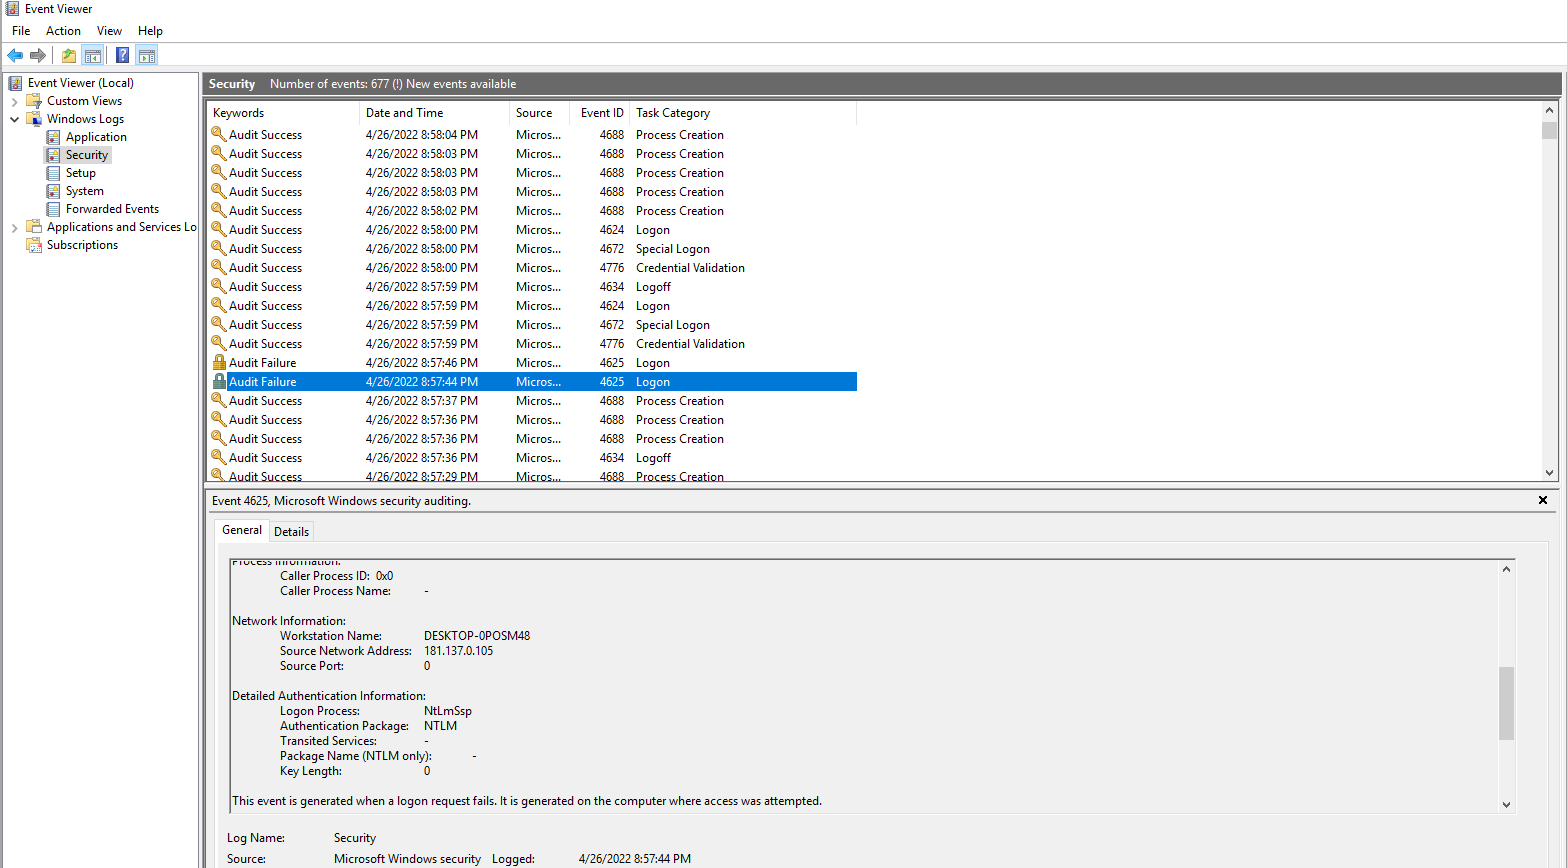 Event Viewer
File Action View Help
Event Viewer (Local)
Custom Views
Windows Logs
Application
Security
Setup
System
Forwarded Events
Applications and Services Lo
Subscriptions
Security Number of events: 677 (!) New events available
Keywords Date and Time Source Event ID Task Category
Audit Success 4/26/2022 8:58:04 PM Micros... 4688 Process Creation
Audit Success 4/26/2022 8:58:03 PM Micros... 4688 Process Creation
Audit Success 4/26/2022 8:58:03 PM Micros... 4688 Process Creation
Audit Success 4/26/2022 8:58:03 PM Micros... 4688 Process Creation
Audit Success 4/26/2022 8:58:02 PM Micros... 4688 Process Creation
Audit Success 4/26/2022 8:58:00 PM Micros... 4624 Logon
Audit Success 4/26/2022 8:58:00 PM Micros... 4672 Special Logon
Audit Success 4/26/2022 8:58:00 PM Micros... 4776 Credential Validation
Audit Success 4/26/2022 8:57:59 PM Micros... 4634 Logoff
Audit Success 4/26/2022 8:57:59 PM Micros... 4624 Logon
Audit Success 4/26/2022 8:57:59 PM Micros... 4672 Special Logon
Audit Success 4/26/2022 8:57:59 PM Micros... 4776 Credential Validation
Audit Failure 4/26/2022 8:57:46 PM Micros... 4625 Logon
Audit Failure 4/26/2022 8:57:44 PM Micros... 4625 Logon
Audit Success 4/26/2022 8:57:37 PM Micros... 4688 Process Creation
Audit Success 4/26/2022 8:57:36 PM Micros... 4688 Process Creation
Audit Success 4/26/2022 8:57:36 PM Micros... 4688 Process Creation
Audit Success 4/26/2022 8:57:36 PM Micros... 4634 Logoff
Audit Success 4/26/2022 8:57:29 PM Micros... 4688 Process Creation
Event 4625, Microsoft Windows security auditing.
General Details
Process Information:
Caller Process ID: 0x0
Caller Process Name: -
Network Information:
Workstation Name: DESKTOP-0POSM48
Source Network Address: 181.137.0.105
Source Port: 0
Detailed Authentication Information:
Logon Process: NtLmSsp
Authentication Package: NTLM
Transited Services: -
Package Name (NTLM only): -
Key Length: 0
This event is generated when a logon request fails. It is generated on the computer where access was attempted.
Log Name: Security
Source: Microsoft Windows security Logged: 4/26/2022 8:57:44 PM